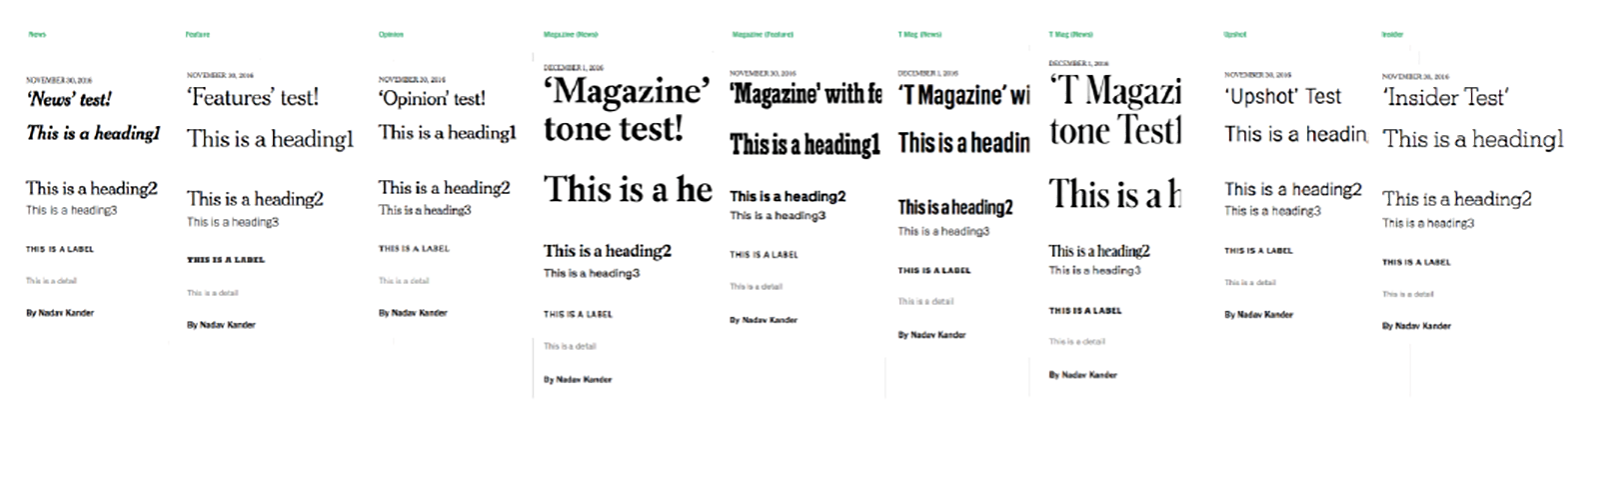 News
NOVEMBER 30, 2016
‘News’ test!
This is a heading1
This is a heading2
This is a heading3
THIS IS A LABEL
This is a detail
By Nadav Kander
Feature
NOVEMBER 30, 2016
‘Features’ test!
This is a heading1
This is a heading2
This is a heading3
THIS IS A LABEL
This is a detail
By Nadav Kander
Opinion
NOVEMBER 30, 2016
‘Opinion’ test!
This is a heading1
This is a heading2
This is a heading3
THIS IS A LABEL
This is a detail
By Nadav Kander
Magazine (News)
DECEMBER 1, 2016
‘Magazine’
tone test!
This is a he
This is a heading2
This is a heading3
THIS IS A LABEL
This is a detail
By Nadav Kander
Magazine (Feature)
NOVEMBER 30, 2016
‘Magazine’ with fe
This is a heading1
This is a heading2
This is a heading3
THIS IS A LABEL
This is a detail
By Nadav Kander
T Mag (News)
DECEMBER 1, 2016
‘T Magazine’ wi
This is a headin
This is a heading2
This is a heading3
THIS IS A LABEL
This is a detail
By Nadav Kander
T Mag (News)
DECEMBER 1, 2016
‘T Magazi
tone Test!
This is a h
This is a heading2
This is a heading3
THIS IS A LABEL
This is a detail
By Nadav Kander
Upshot
NOVEMBER 30, 2016
‘Upshot’ Test
This is a headin
This is a heading2
This is a heading3
THIS IS A LABEL
This is a detail
By Nadav Kander
Insider
NOVEMBER 30, 2016
‘Insider Test’
This is a heading1
This is a heading2
This is a heading3
THIS IS A LABEL
This is a detail
By Nadav Kander